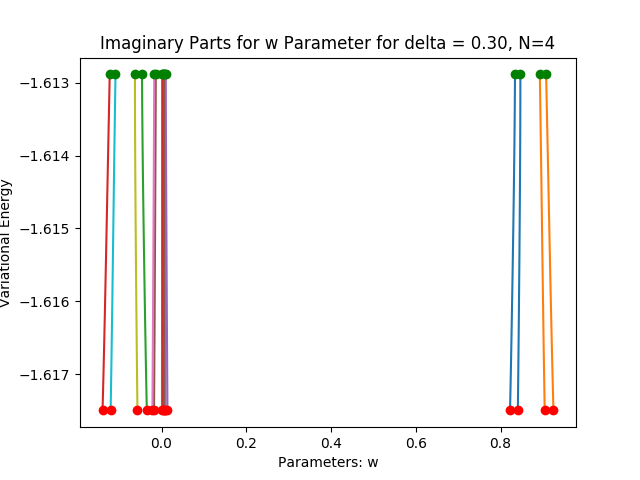 Imaginary Parts for w Parameter for delta = 0.30, N=4
Variational Energy
−1.613
−1.614
−1.615
−1.616
−1.617
0.0 0.2 0.4 0.6 0.8
Parameters: w